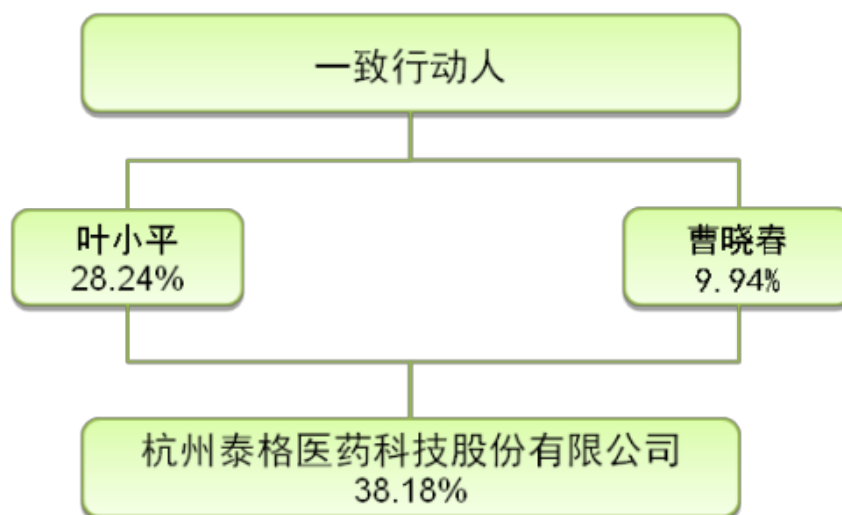 一致行动人
叶小平
28.24%
曹晓春
9.94%
杭州泰格医药科技股份有限公司
38.18%